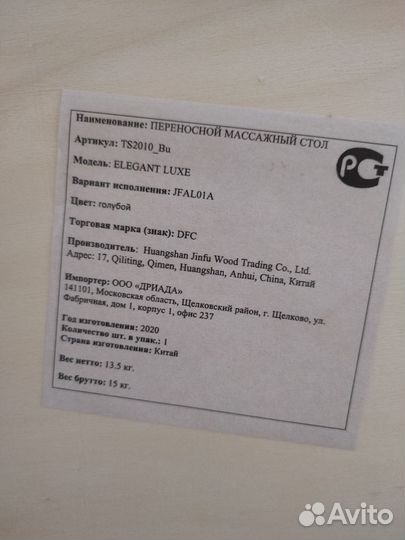 Наименование: ПЕРЕНОСНОЙ МАССАЖНЫЙ СТОЛ
Артикул: TS2010_Bu
Модель: ELEGANT LUXE
Вариант исполнения: JFAL01A
Цвет: голубой
Торговая марка (знак): DFC
Производитель: Huangshan Jinfu Wood Trading Co., Ltd.
Адрес: 17, Qiliting, Qimen, Huangshan, Anhui, China, Китай
Импортер: ООО «ДРИАДА»
141101, Московская область, Щелковский район, г. Щелково, ул.
Фабричная, дом 1, корпус 1, офис 237
Год изготовления: 2020
Количество шт. в упак.: 1
Страна изготовления: Китай
Вес нетто: 13.5 кг.
Вес брутто: 15 кг.
РСТ
Avito